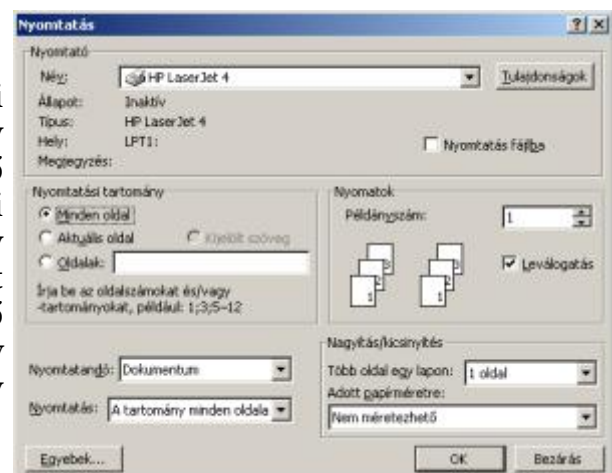 Nyomtatás
Nyomtató
Név: HP LaserJet 4 Tulajdonságok
Állapot: Inaktív
Típus: HP LaserJet 4
Hely: LPT1: Nyomtatás fájlba
Megjegyzés:
Nyomtatási tartomány
Minden oldal
Aktuális oldal Kijelölt szöveg
Oldalak:
Írja be az oldalszámokat és/vagy
-tartományokat, például: 1;3;5–12
Nyomatok
Példányszám: 1
Leválogatás
Nyomtatandó: Dokumentum
Nyomtatás: A tartomány minden oldala
Nagyítás/kicsinyítés
Több oldal egy lapon: 1 oldal
Adott papírméretre:
Nem méretezhető
Egyebek... OK Bezárás